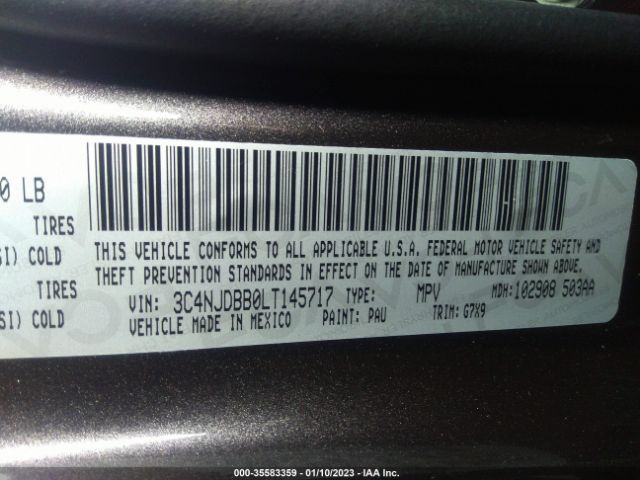 0 LB
TIRES
SI) COLD
TIRES
SI) COLD
THIS VEHICLE CONFORMS TO ALL APPLICABLE U.S.A. FEDERAL MOTOR VEHICLE SAFETY AND
THEFT PREVENTION STANDARDS IN EFFECT ON THE DATE OF MANUFACTURE SHOWN ABOVE.
VIN: 3C4NJDBB0LT145717 TYPE: MPV MDH:102908 503AA
VEHICLE MADE IN MEXICO PAINT: PAU TRIM: G7X9
000-35583359 - 01/10/2023 - IAA Inc.